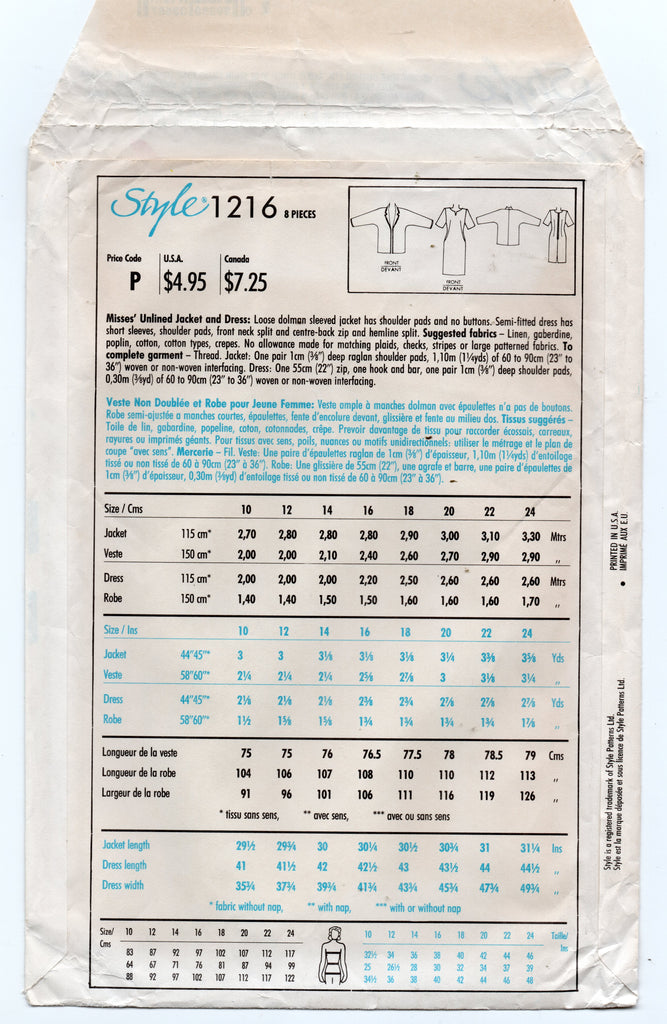 Style® 1216 8 PIECES
Price Code U.S.A. Canada
P $4.95 $7.25
FRONT
DEVANT
FRONT
DEVANT
Misses' Unlined Jacket and Dress: Loose dolman sleeved jacket has shoulder pads and no buttons. Semi-fitted dress has
short sleeves, shoulder pads, front neck split and centre-back zip and hemline split. Suggested fabrics – Linen, gaberdine,
poplin, cotton, cotton types, crepes. No allowance made for matching plaids, checks, stripes or large patterned fabrics. To
complete garment – Thread. Jacket: One pair 1cm (⅜") deep raglan shoulder pads, 1,10m (1¼yds) of 60 to 90cm (23" to
36") woven or non-woven interfacing. Dress: One 55cm (22") zip, one hook and bar, one pair 1cm (⅜") deep shoulder pads,
0,30m (⅜yd) of 60 to 90cm (23" to 36") woven or non-woven interfacing.
Veste Non Doublée et Robe pour Jeune Femme: Veste ample à manches dolman avec épaulettes n'a pas de boutons.
Robe semi-ajustée a manches courtes, épaulettes, fente d'encolure devant, glissière et fente au milieu dos. Tissus suggérés –
Toile de lin, gabardine, popeline, coton, cotonnades, crêpe. Prevoir davantage de tissu pour raccorder écossais, carreaux,
rayures ou imprimés géants. Pour tissus avec sens, poils, nuances ou motifs unidirectionnels: utiliser le métrage et le plan de
coupe "avec sens". Mercerie – Fil. Veste: Une paire d'épaulettes raglan de 1cm (⅜") d'épaisseur, 1,10m (1¼yds) d'entoilage
tissé ou non tissé de 60 à 90cm (23" à 36"). Robe: Une glissière de 55cm (22"), une agrafe et barre, une paire d'épaulettes de
1cm (⅜") d'épaisseur, 0,30m (⅜yd) d'entoilage tissé ou non tissé de 60 à 90cm (23" à 36").
Size / Cms 10 12 14 16 18 20 22 24
Jacket 115 cm* 2,70 2,80 2,80 2,80 2,90 3,00 3,10 3,30 Mtrs
Veste 150 cm* 2,00 2,00 2,10 2,40 2,60 2,70 2,90 2,90 ,,
Dress 115 cm* 2,00 2,00 2,00 2,20 2,50 2,60 2,60 2,60 Mtrs
Robe 150 cm* 1,40 1,40 1,50 1,50 1,60 1,60 1,60 1,70 ,,
Size / Ins 10 12 14 16 18 20 22 24
Jacket 44"45"* 3 3 3⅛ 3⅛ 3⅛ 3¼ 3⅜ 3⅝ Yds
Veste 58"60"* 2¼ 2¼ 2¼ 2⅝ 2⅞ 3 3⅛ 3¼ ,,
Dress 44"45"* 2⅛ 2⅛ 2⅛ 2⅜ 2¾ 2⅞ 2⅞ 2⅞ Yds
Robe 58"60"* 1½ 1⅝ 1⅝ 1¾ 1¾ 1¾ 1¾ 1⅞ ,,
Longueur de la veste 75 75 76 76.5 77.5 78 78.5 79 Cms
Longueur de la robe 104 106 107 108 110 110 112 113 ,,
Largeur de la robe 91 96 101 106 111 116 119 126 ,,
* tissu sans sens, ** avec sens, *** avec ou sans sens
Jacket length 29½ 29¾ 30 30¼ 30½ 30¾ 31 31¼ Ins
Dress length 41 41½ 42 42½ 43 43½ 44 44½ ,,
Dress width 35¾ 37¾ 39¾ 41¾ 43¾ 45¾ 47¾ 49¾ ,,
* fabric without nap, ** with nap, *** with or without nap
Size/ Cms 10 12 14 16 18 20 22 24
83 87 92 97 102 107 112 117
64 67 71 76 81 87 94 99
88 92 97 102 107 112 117 122
10 12 14 16 18 20 22 24 Taille/ Ins
32½ 34 36 38 40 42 44 46
25 26½ 28 30 32 34 37 39
34½ 36 38 40 42 44 46 48
PRINTED IN U.S.A.
• IMPRIMÉ AUX É.U.
Style is a registered trademark of Style Patterns Ltd.
Style est la marque déposée et sous licence de Style Patterns Ltd.